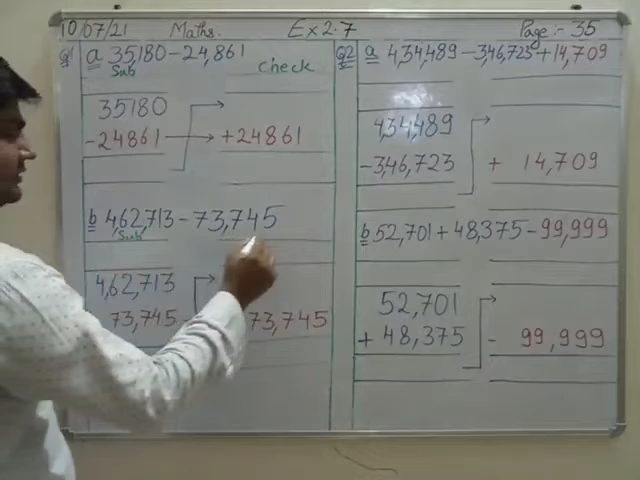 10/07/21 Maths. Ex 2.7 Page:- 35
Q1 a 35,180 - 24,861
Sub Check
35180
-24861 +24861
b 4,62,713 - 73,745
Sub
4,62,713
73,745 - 73,745
Q2 a 4,34,489 - 3,46,723 + 14,709
4,34,489
-3,46,723 + 14,709
b 52,701 + 48,375 - 99,999
52,701
+ 48,375 - 99,999